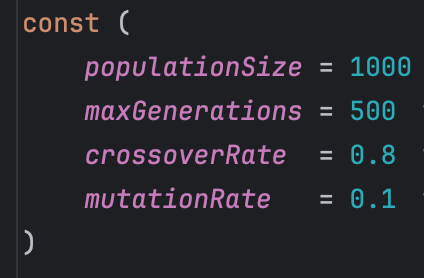 const (
    populationSize = 1000
    maxGenerations = 500
    crossoverRate  = 0.8
    mutationRate   = 0.1
)